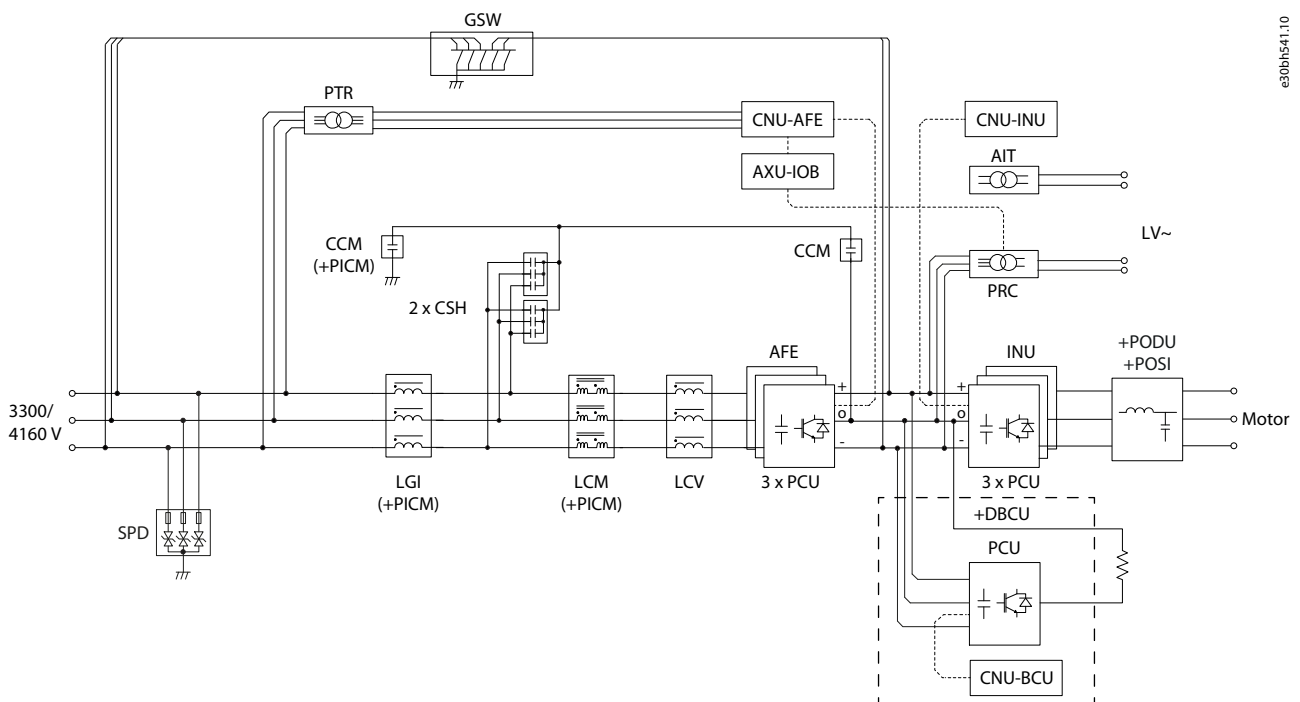 GSW
e30bh541.10
PTR
CNU-AFE
CNU-INU
AXU-IOB
AIT
LV~
CCM
(+PICM)
CCM
PRC
2 x CSH
AFE
INU
+PODU
+POSI
+
+
3300/
4160 V
o
o
Motor
-
-
LGI
(+PICM)
LCM
(+PICM)
LCV
3 x PCU
3 x PCU
SPD
+DBCU
PCU
CNU-BCU